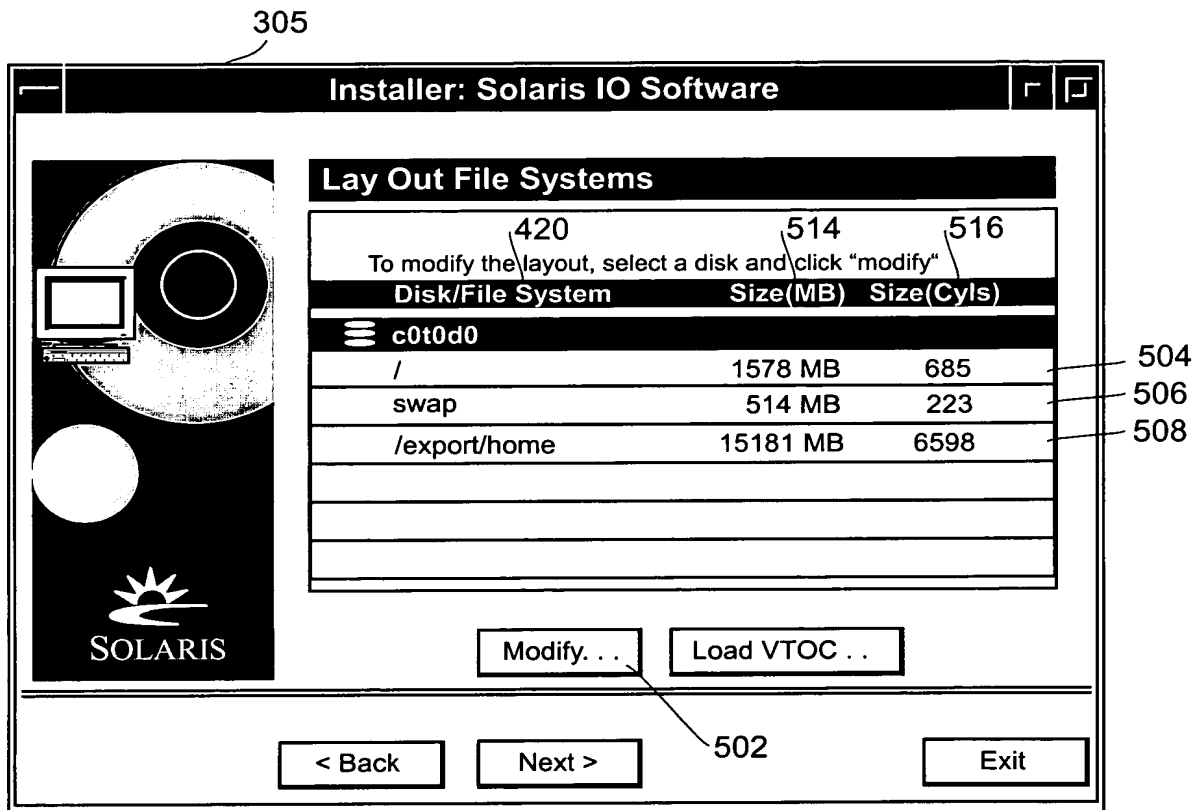 305
Installer: Solaris IO Software
Lay Out File Systems
420 514 516
To modify the layout, select a disk and click "modify"
Disk/File System Size(MB) Size(Cyls)
c0t0d0
/ 1578 MB 685 504
swap 514 MB 223 506
/export/home 15181 MB 6598 508
SOLARIS
Modify. . . Load VTOC . .
502
< Back Next > Exit